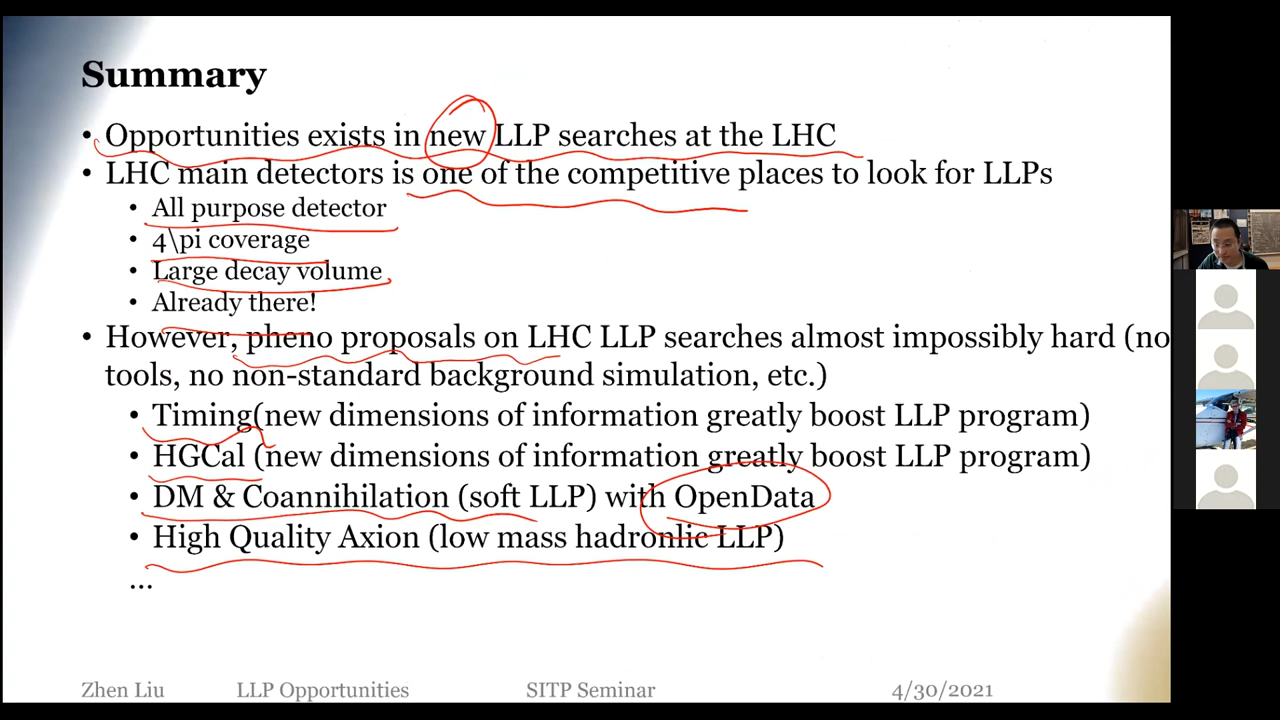 Summary
• Opportunities exists in new LLP searches at the LHC
• LHC main detectors is one of the competitive places to look for LLPs
• All purpose detector
• 4\pi coverage
• Large decay volume
• Already there!
• However, pheno proposals on LHC LLP searches almost impossibly hard (no
tools, no non-standard background simulation, etc.)
• Timing(new dimensions of information greatly boost LLP program)
• HGCal (new dimensions of information greatly boost LLP program)
• DM & Coannihilation (soft LLP) with OpenData
• High Quality Axion (low mass hadronlic LLP)
...
Zhen Liu LLP Opportunities SITP Seminar 4/30/2021